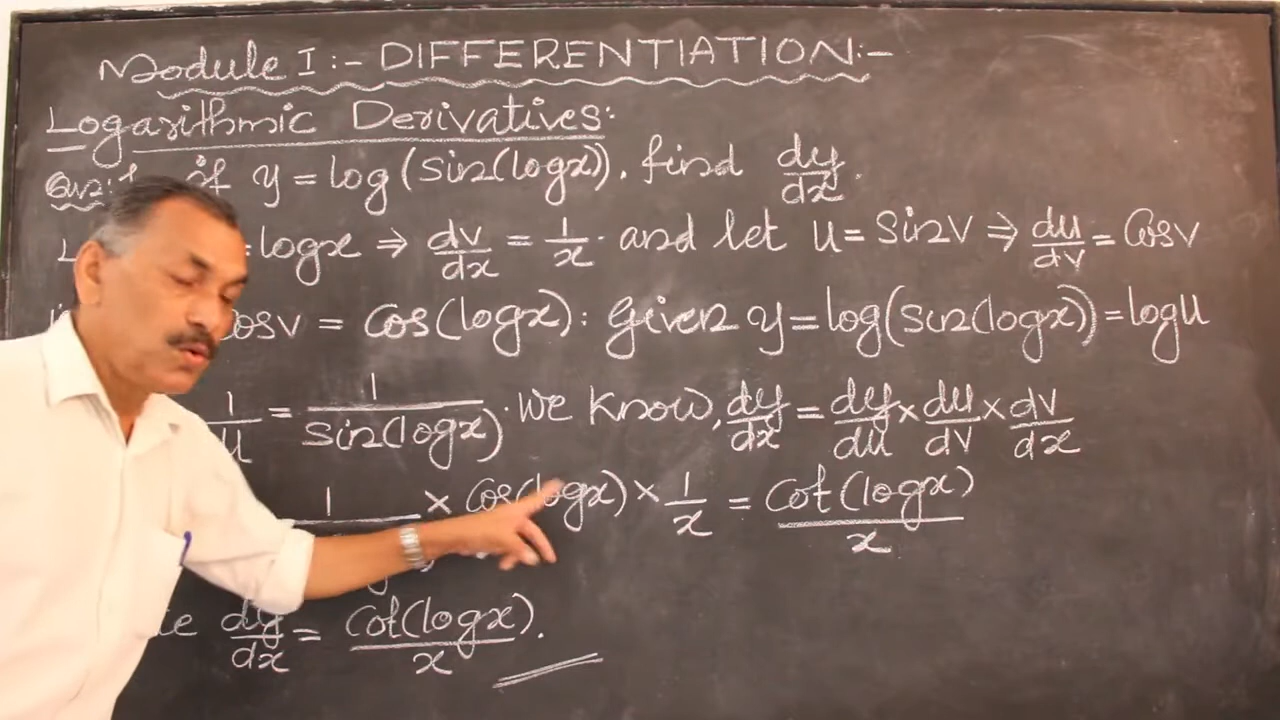 Module I :- DIFFERENTIATION:-
Logarithmic Derivatives:
if y = log(sin(logx)). find dy/dx.
= logx ⇒ dv/dx = 1/x. and let u = sinv ⇒ du/dv = cosv
cosv = cos(logx): given y = log(sin(logx)) = logu
1/u = 1/sin(logx). we know, dy/dx = dy/du × du/dv × dv/dx
1 × cos(logx) × 1/x = cot(logx)/x
dy/dx = cot(logx)/x.